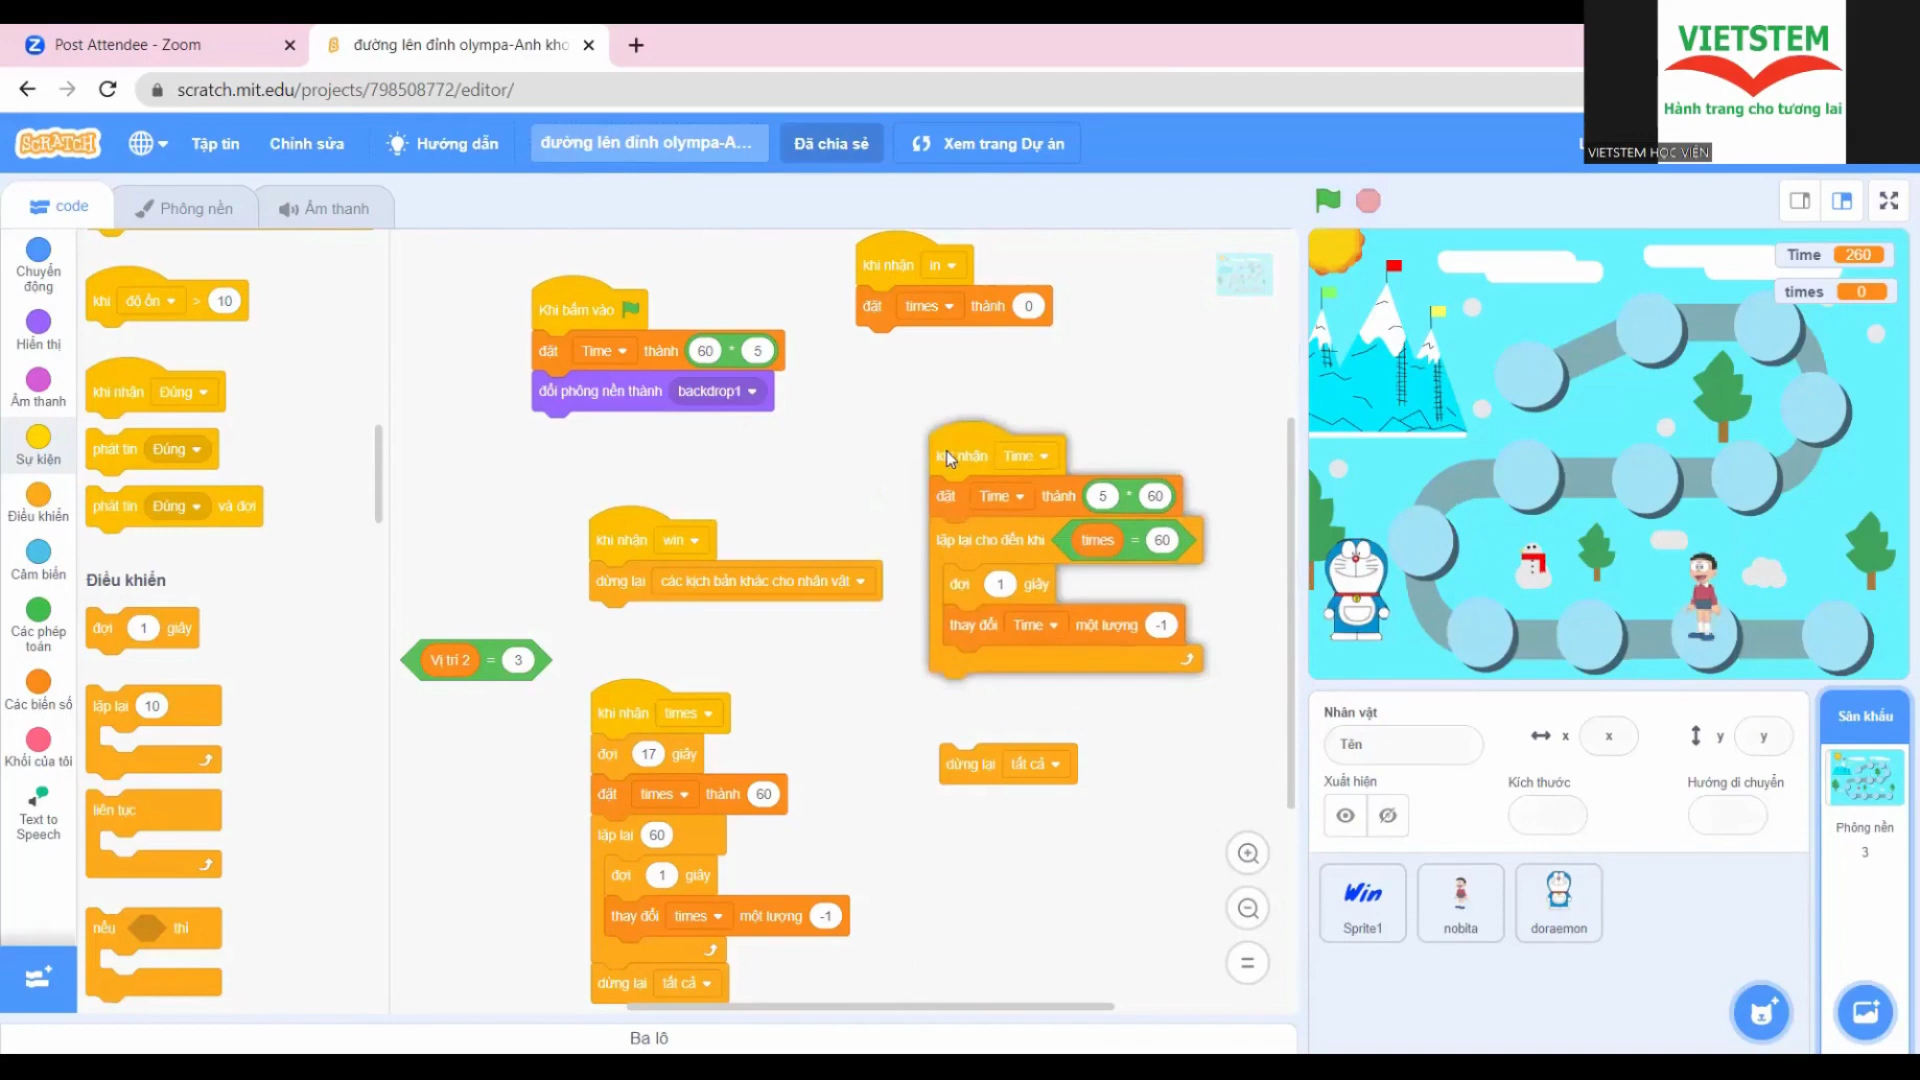 Post Attendee - Zoom
đường lên đỉnh olympa-Anh kho
scratch.mit.edu/projects/798508772/editor/
VIETSTEM
Hành trang cho tương lai
VIETSTEM HỌC VIÊN
SCRATCH
Tập tin
Chỉnh sửa
Hướng dẫn
đường lên đỉnh olympa-A...
Đã chia sẻ
Xem trang Dự án
code
Phông nền
Âm thanh
Chuyển động
Hiển thị
Âm thanh
Sự kiện
Điều khiển
Cảm biến
Các phép toán
Các biến số
Khối của tôi
Text to Speech
khi độ ồn > 10
khi nhận Đúng
phát tin Đúng
phát tin Đúng và đợi
Điều khiển
đợi 1 giây
lặp lại 10
liên tục
nếu thì
Khi bấm vào
đặt Time thành 60 * 5
đổi phông nền thành backdrop1
khi nhận in
đặt times thành 0
khi nhận win
dừng lại các kịch bản khác cho nhân vật
Vị trí 2 = 3
khi nhận times
đợi 17 giây
đặt times thành 60
lặp lại 60
đợi 1 giây
thay đổi times một lượng -1
dừng lại tất cả
nhận Time
đặt Time thành 5 * 60
lặp lại cho đến khi times = 60
đợi 1 giây
thay đổi Time một lượng -1
dừng lại tất cả
Ba lô
Time 260
times 0
Nhân vật
Tên
x x
y y
Xuất hiện
Kích thước
Hướng di chuyển
Win
Sprite1
nobita
doraemon
Sân khấu
Phông nền
3